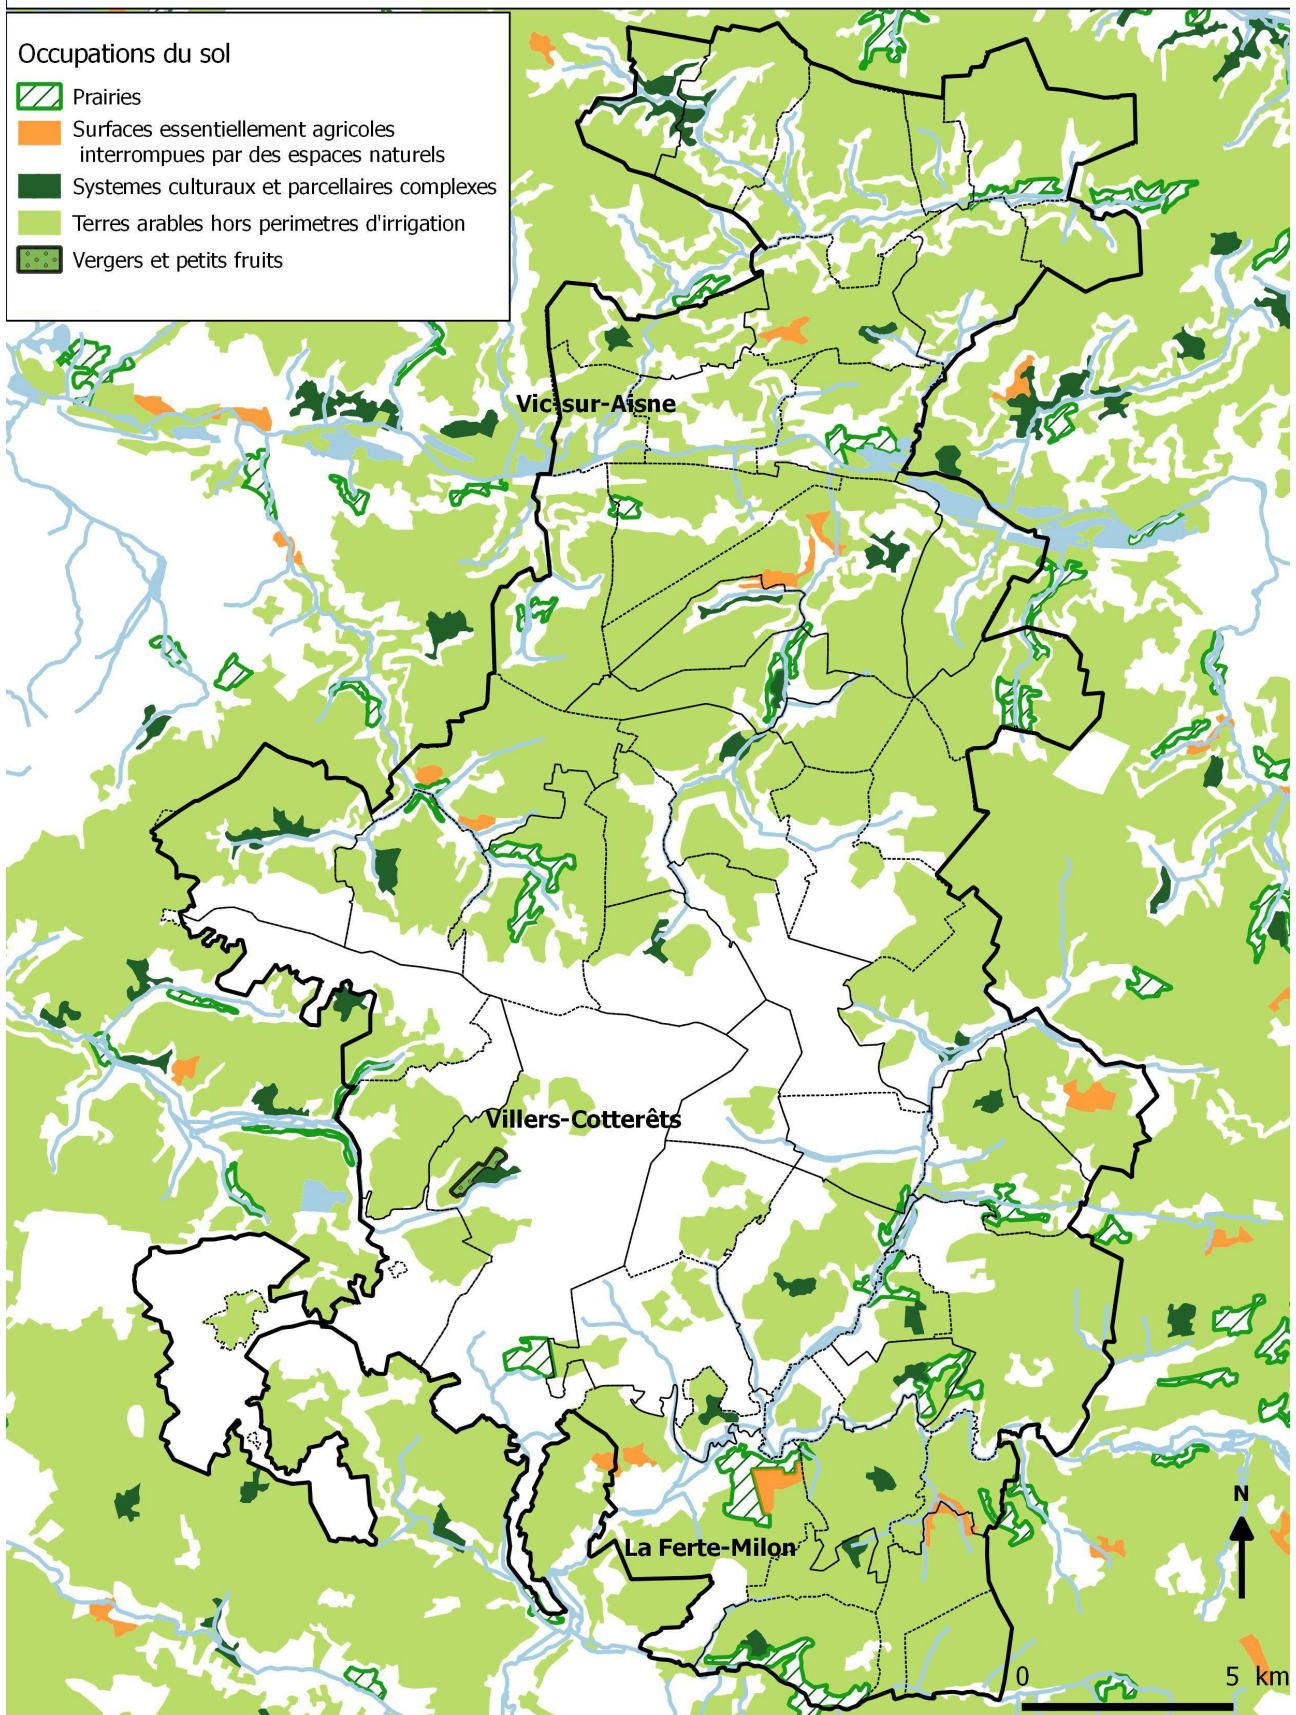 Occupations du sol
Prairies
Surfaces essentiellement agricoles
interrompues par des espaces naturels
Systemes culturaux et parcellaires complexes
Terres arables hors perimetres d'irrigation
Vergers et petits fruits
Vic-sur-Aisne
Villers-Cotterêts
La Ferte-Milon
N
0 5 km